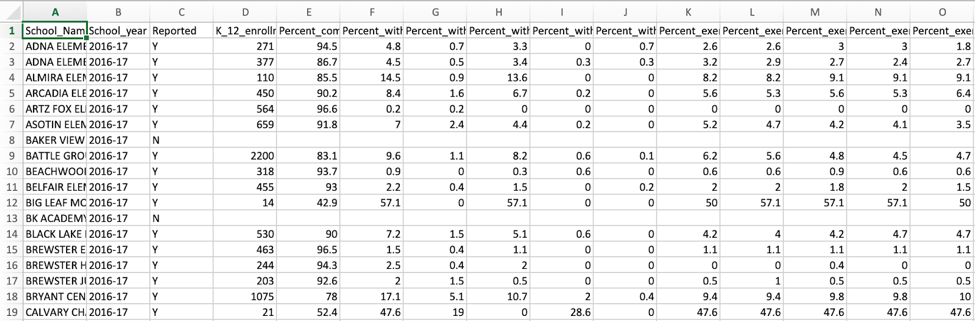 A B C D E F G H I J K L M N O
1 School_Nam School_year Reported K_12_enrollr Percent_com Percent_with Percent_with Percent_with Percent_with Percent_with Percent_exe Percent_exe Percent_exe Percent_exe Percent_exe
2 ADNA ELEME 2016-17 Y 271 94.5 4.8 0.7 3.3 0 0.7 2.6 2.6 3 3 1.8
3 ADNA ELEME 2016-17 Y 377 86.7 4.5 0.5 3.4 0.3 0.3 3.2 2.9 2.7 2.4 2.7
4 ALMIRA ELEN 2016-17 Y 110 85.5 14.5 0.9 13.6 0 0 8.2 8.2 9.1 9.1 9.1
5 ARCADIA ELE 2016-17 Y 450 90.2 8.4 1.6 6.7 0.2 0 5.6 5.3 5.6 5.3 6.4
6 ARTZ FOX EL 2016-17 Y 564 96.6 0.2 0.2 0 0 0 0 0 0 0 0
7 ASOTIN ELEN 2016-17 Y 659 91.8 7 2.4 4.4 0.2 0 5.2 4.7 4.2 4.1 3.5
8 BAKER VIEW 2016-17 N
9 BATTLE GRO 2016-17 Y 2200 83.1 9.6 1.1 8.2 0.6 0.1 6.2 5.6 4.8 4.5 4.7
10 BEACHWOOI 2016-17 Y 318 93.7 0.9 0 0.3 0.6 0 0.6 0.6 0.9 0.6 0.6
11 BELFAIR ELEN 2016-17 Y 455 93 2.2 0.4 1.5 0 0.2 2 2 1.8 2 1.5
12 BIG LEAF MC 2016-17 Y 14 42.9 57.1 0 57.1 0 0 50 57.1 57.1 57.1 50
13 BK ACADEMY 2016-17 N
14 BLACK LAKE 2016-17 Y 530 90 7.2 1.5 5.1 0.6 0 4.2 4 4.2 4.7 4.7
15 BREWSTER E 2016-17 Y 463 96.5 1.5 0.4 1.1 0 0 1.1 1.1 1.1 1.1 1.1
16 BREWSTER H 2016-17 Y 244 94.3 2.5 0.4 2 0 0 0 0 0.4 0 0
17 BREWSTER JU 2016-17 Y 203 92.6 2 1.5 0.5 0 0 0.5 1 0.5 0.5 0.5
18 BRYANT CEN 2016-17 Y 1075 78 17.1 5.1 10.7 2 0.4 9.4 9.4 9.8 9.8 10
19 CALVARY CH 2016-17 Y 21 52.4 47.6 19 0 28.6 0 47.6 47.6 47.6 47.6 47.6